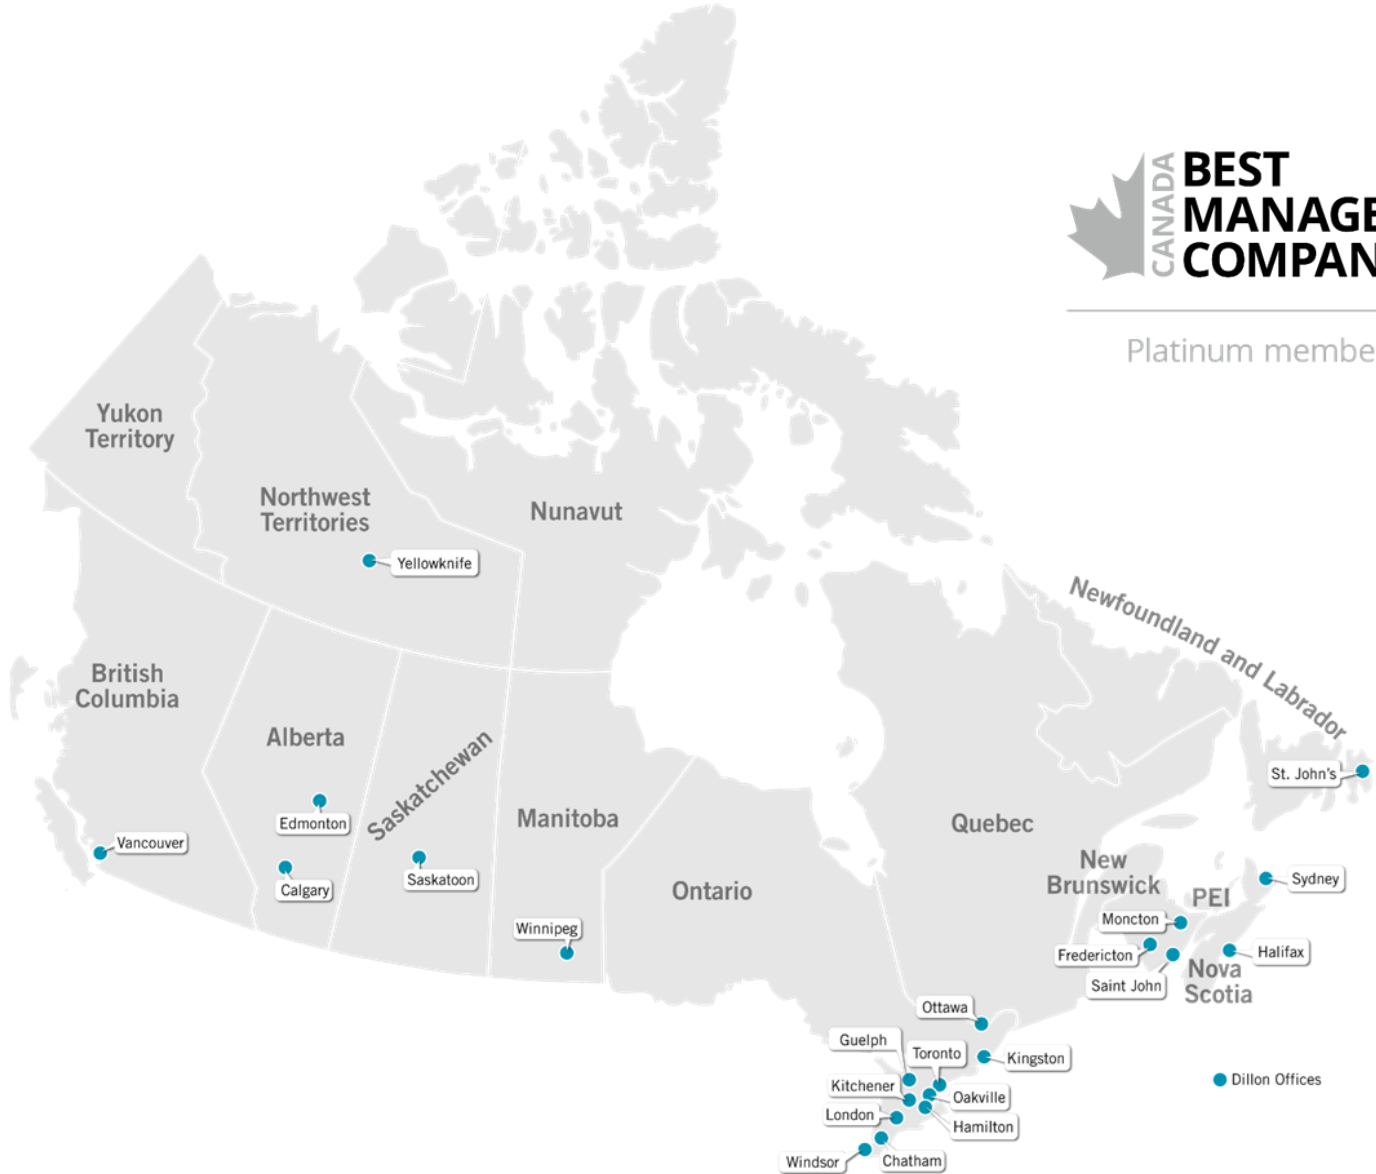 CANADA
BEST
MANAGE
COMPAN
Platinum membe
Yukon
Territory
Northwest
Territories
Nunavut
Yellowknife
Newfoundland and Labrador
British
Columbia
Alberta
Saskatchewan
Manitoba
Ontario
Quebec
St. John's
Edmonton
Vancouver
Calgary
Saskatoon
Winnipeg
New
Brunswick
PEI
Sydney
Moncton
Fredericton
Halifax
Saint John
Nova
Scotia
Ottawa
Guelph
Toronto
Kingston
Kitchener
Oakville
London
Hamilton
Windsor
Chatham
Dillon Offices